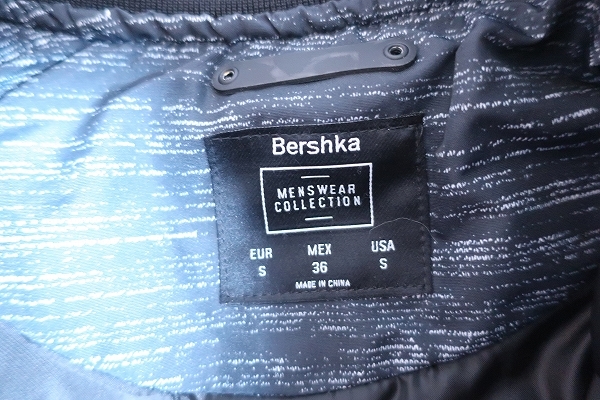 Bershka
MENSWEAR
COLLECTION
EUR MEX USA
S 36 S
MADE IN CHINA